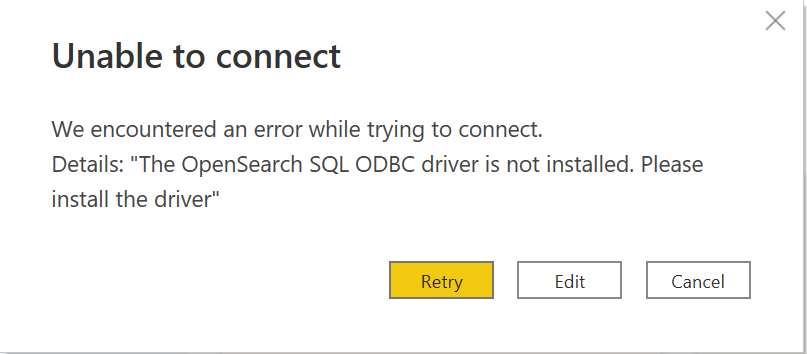 Unable to connect
We encountered an error while trying to connect.
Details: "The OpenSearch SQL ODBC driver is not installed. Please
install the driver"
Retry
Edit
Cancel